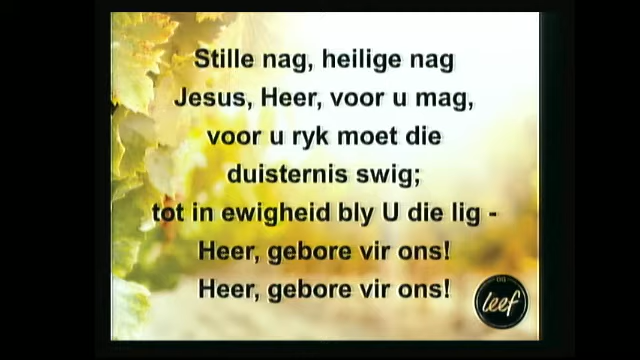 Stille nag, heilige nag
Jesus, Heer, voor u mag,
voor u ryk moet die
duisternis swig;
tot in ewigheid bly U die lig -
Heer, gebore vir ons!
Heer, gebore vir ons!
leef